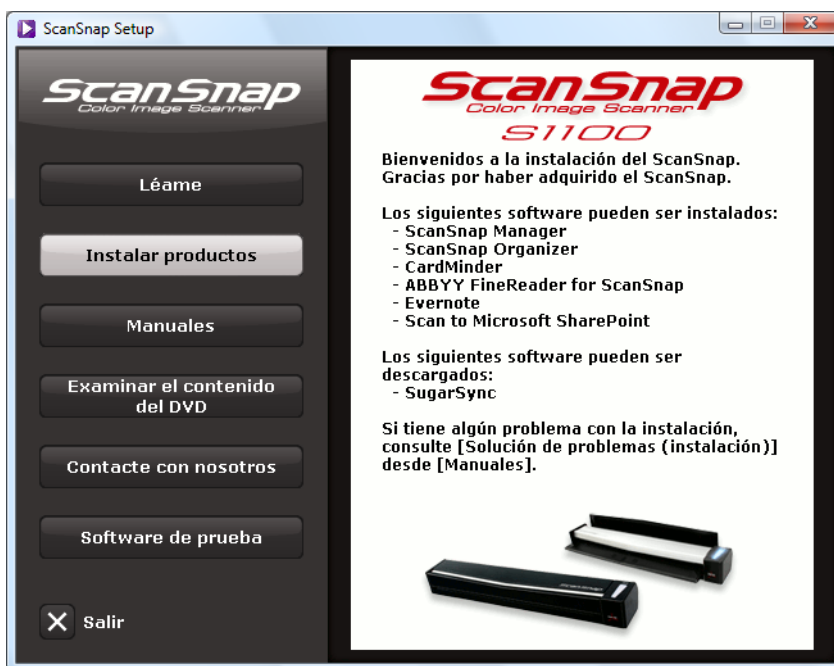 ScanSnap Setup
ScanSnap
Color Image Scanner
Léame
Instalar productos
Manuales
Examinar el contenido
del DVD
Contacte con nosotros
Software de prueba
Salir
ScanSnap
Color Image Scanner
S1100
Bienvenidos a la instalación del ScanSnap.
Gracias por haber adquirido el ScanSnap.
Los siguientes software pueden ser instalados:
- ScanSnap Manager
- ScanSnap Organizer
- CardMinder
- ABBYY FineReader for ScanSnap
- Evernote
- Scan to Microsoft SharePoint
Los siguientes software pueden ser
descargados:
- SugarSync
Si tiene algún problema con la instalación,
consulte [Solución de problemas (instalación)]
desde [Manuales].
ScanSnap